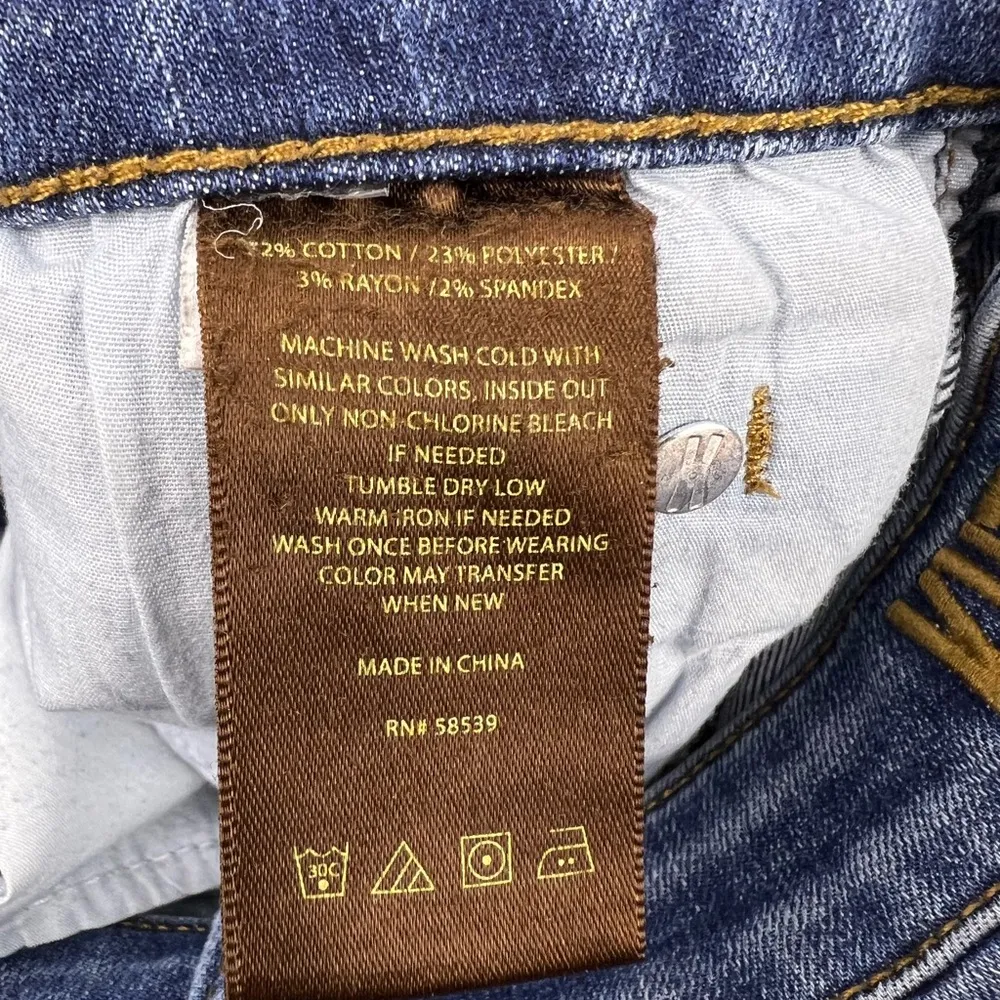 72% COTTON / 23% POLYESTER /
3% RAYON /2% SPANDEX
MACHINE WASH COLD WITH
SIMILAR COLORS, INSIDE OUT
ONLY NON-CHLORINE BLEACH
IF NEEDED
TUMBLE DRY LOW
WARM IRON IF NEEDED
WASH ONCE BEFORE WEARING
COLOR MAY TRANSFER
WHEN NEW
MADE IN CHINA
RN# 58539
30C